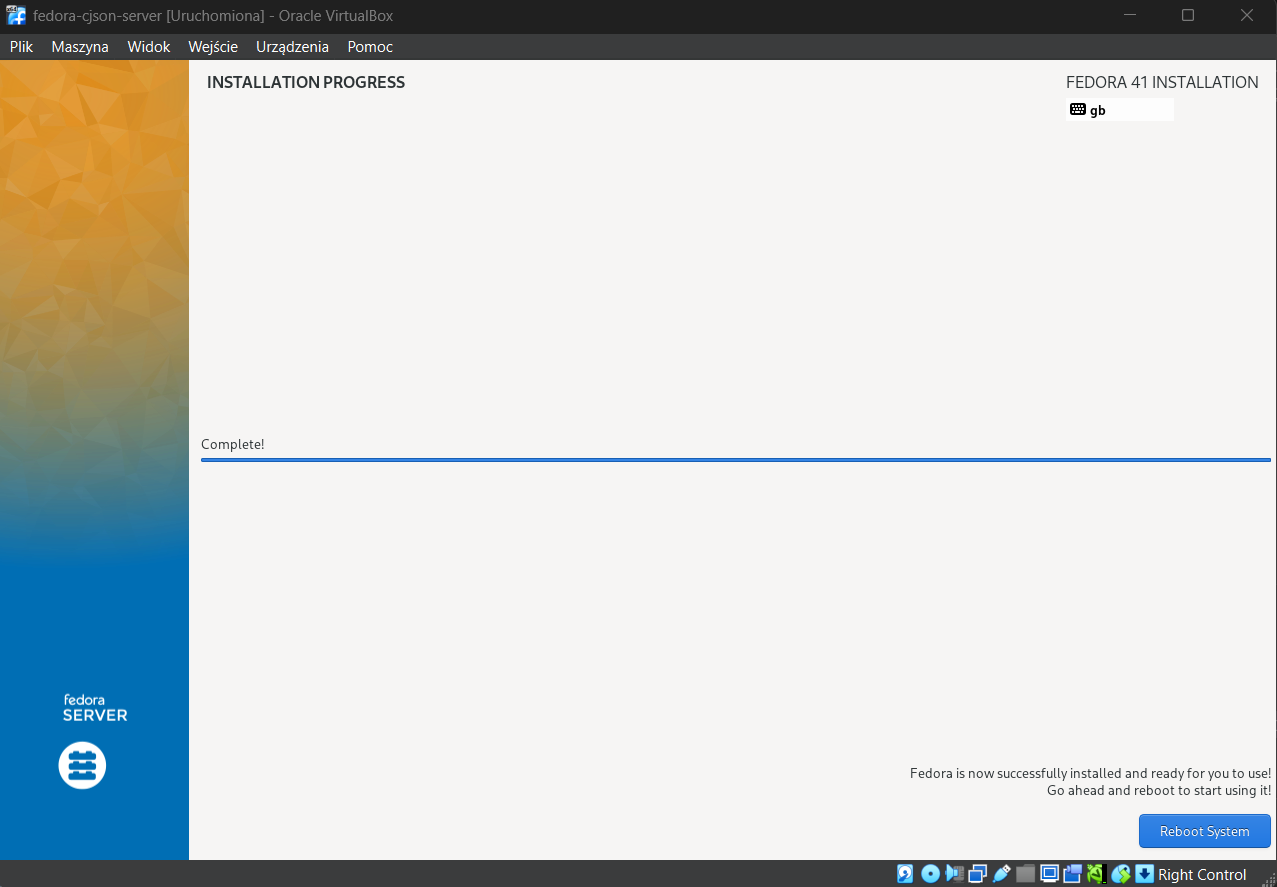 fedora-cjson-server [Uruchomiona] - Oracle VirtualBox
Plik Maszyna Widok Wejście Urządzenia Pomoc
INSTALLATION PROGRESS
FEDORA 41 INSTALLATION
gb
Complete!
fedora
SERVER
Fedora is now successfully installed and ready for you to use!
Go ahead and reboot to start using it!
Reboot System
Right Control